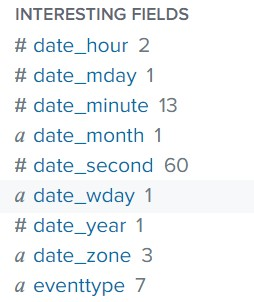 INTERESTING FIELDS
# date_hour 2
# date_mday 1
# date_minute 13
a date_month 1
# date_second 60
a date_wday 1
# date_year 1
a date_zone 3
a eventtype 7